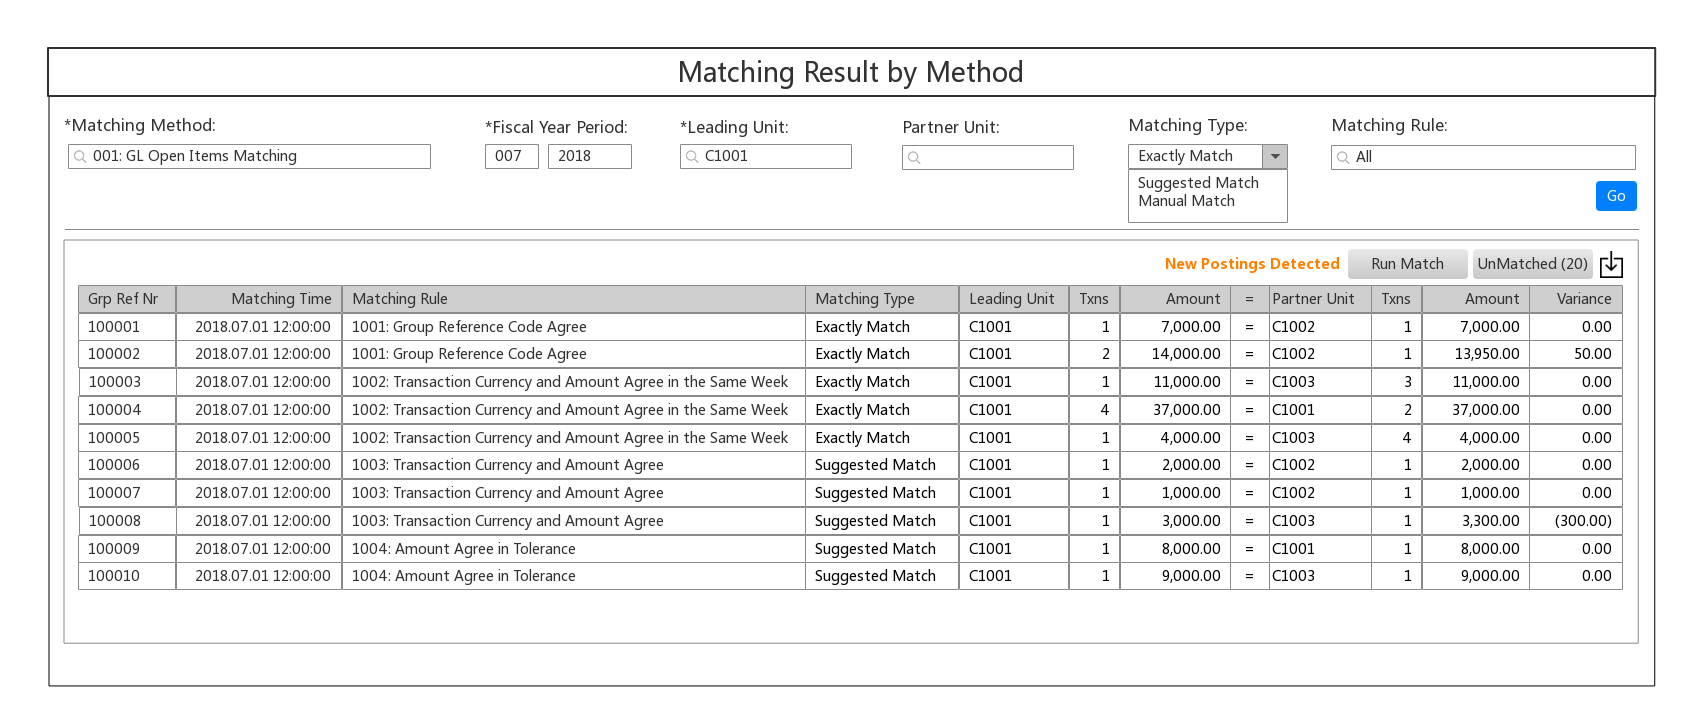 Matching Result by Method
*Matching Method: *Fiscal Year Period: *Leading Unit: Partner Unit: Matching Type: Matching Rule:
001: GL Open Items Matching 007 2018 C1001 Exactly Match All
Suggested Match
Manual Match
Go
New Postings Detected Run Match UnMatched (20)
Grp Ref Nr Matching Time Matching Rule Matching Type Leading Unit Txns Amount = Partner Unit Txns Amount Variance
100001 2018.07.01 12:00:00 1001: Group Reference Code Agree Exactly Match C1001 1 7,000.00 = C1002 1 7,000.00 0.00
100002 2018.07.01 12:00:00 1001: Group Reference Code Agree Exactly Match C1001 2 14,000.00 = C1002 1 13,950.00 50.00
100003 2018.07.01 12:00:00 1002: Transaction Currency and Amount Agree in the Same Week Exactly Match C1001 1 11,000.00 = C1003 3 11,000.00 0.00
100004 2018.07.01 12:00:00 1002: Transaction Currency and Amount Agree in the Same Week Exactly Match C1001 4 37,000.00 = C1001 2 37,000.00 0.00
100005 2018.07.01 12:00:00 1002: Transaction Currency and Amount Agree in the Same Week Exactly Match C1001 1 4,000.00 = C1003 4 4,000.00 0.00
100006 2018.07.01 12:00:00 1003: Transaction Currency and Amount Agree Suggested Match C1001 1 2,000.00 = C1002 1 2,000.00 0.00
100007 2018.07.01 12:00:00 1003: Transaction Currency and Amount Agree Suggested Match C1001 1 1,000.00 = C1002 1 1,000.00 0.00
100008 2018.07.01 12:00:00 1003: Transaction Currency and Amount Agree Suggested Match C1001 1 3,000.00 = C1003 1 3,300.00 (300.00)
100009 2018.07.01 12:00:00 1004: Amount Agree in Tolerance Suggested Match C1001 1 8,000.00 = C1001 1 8,000.00 0.00
100010 2018.07.01 12:00:00 1004: Amount Agree in Tolerance Suggested Match C1001 1 9,000.00 = C1003 1 9,000.00 0.00